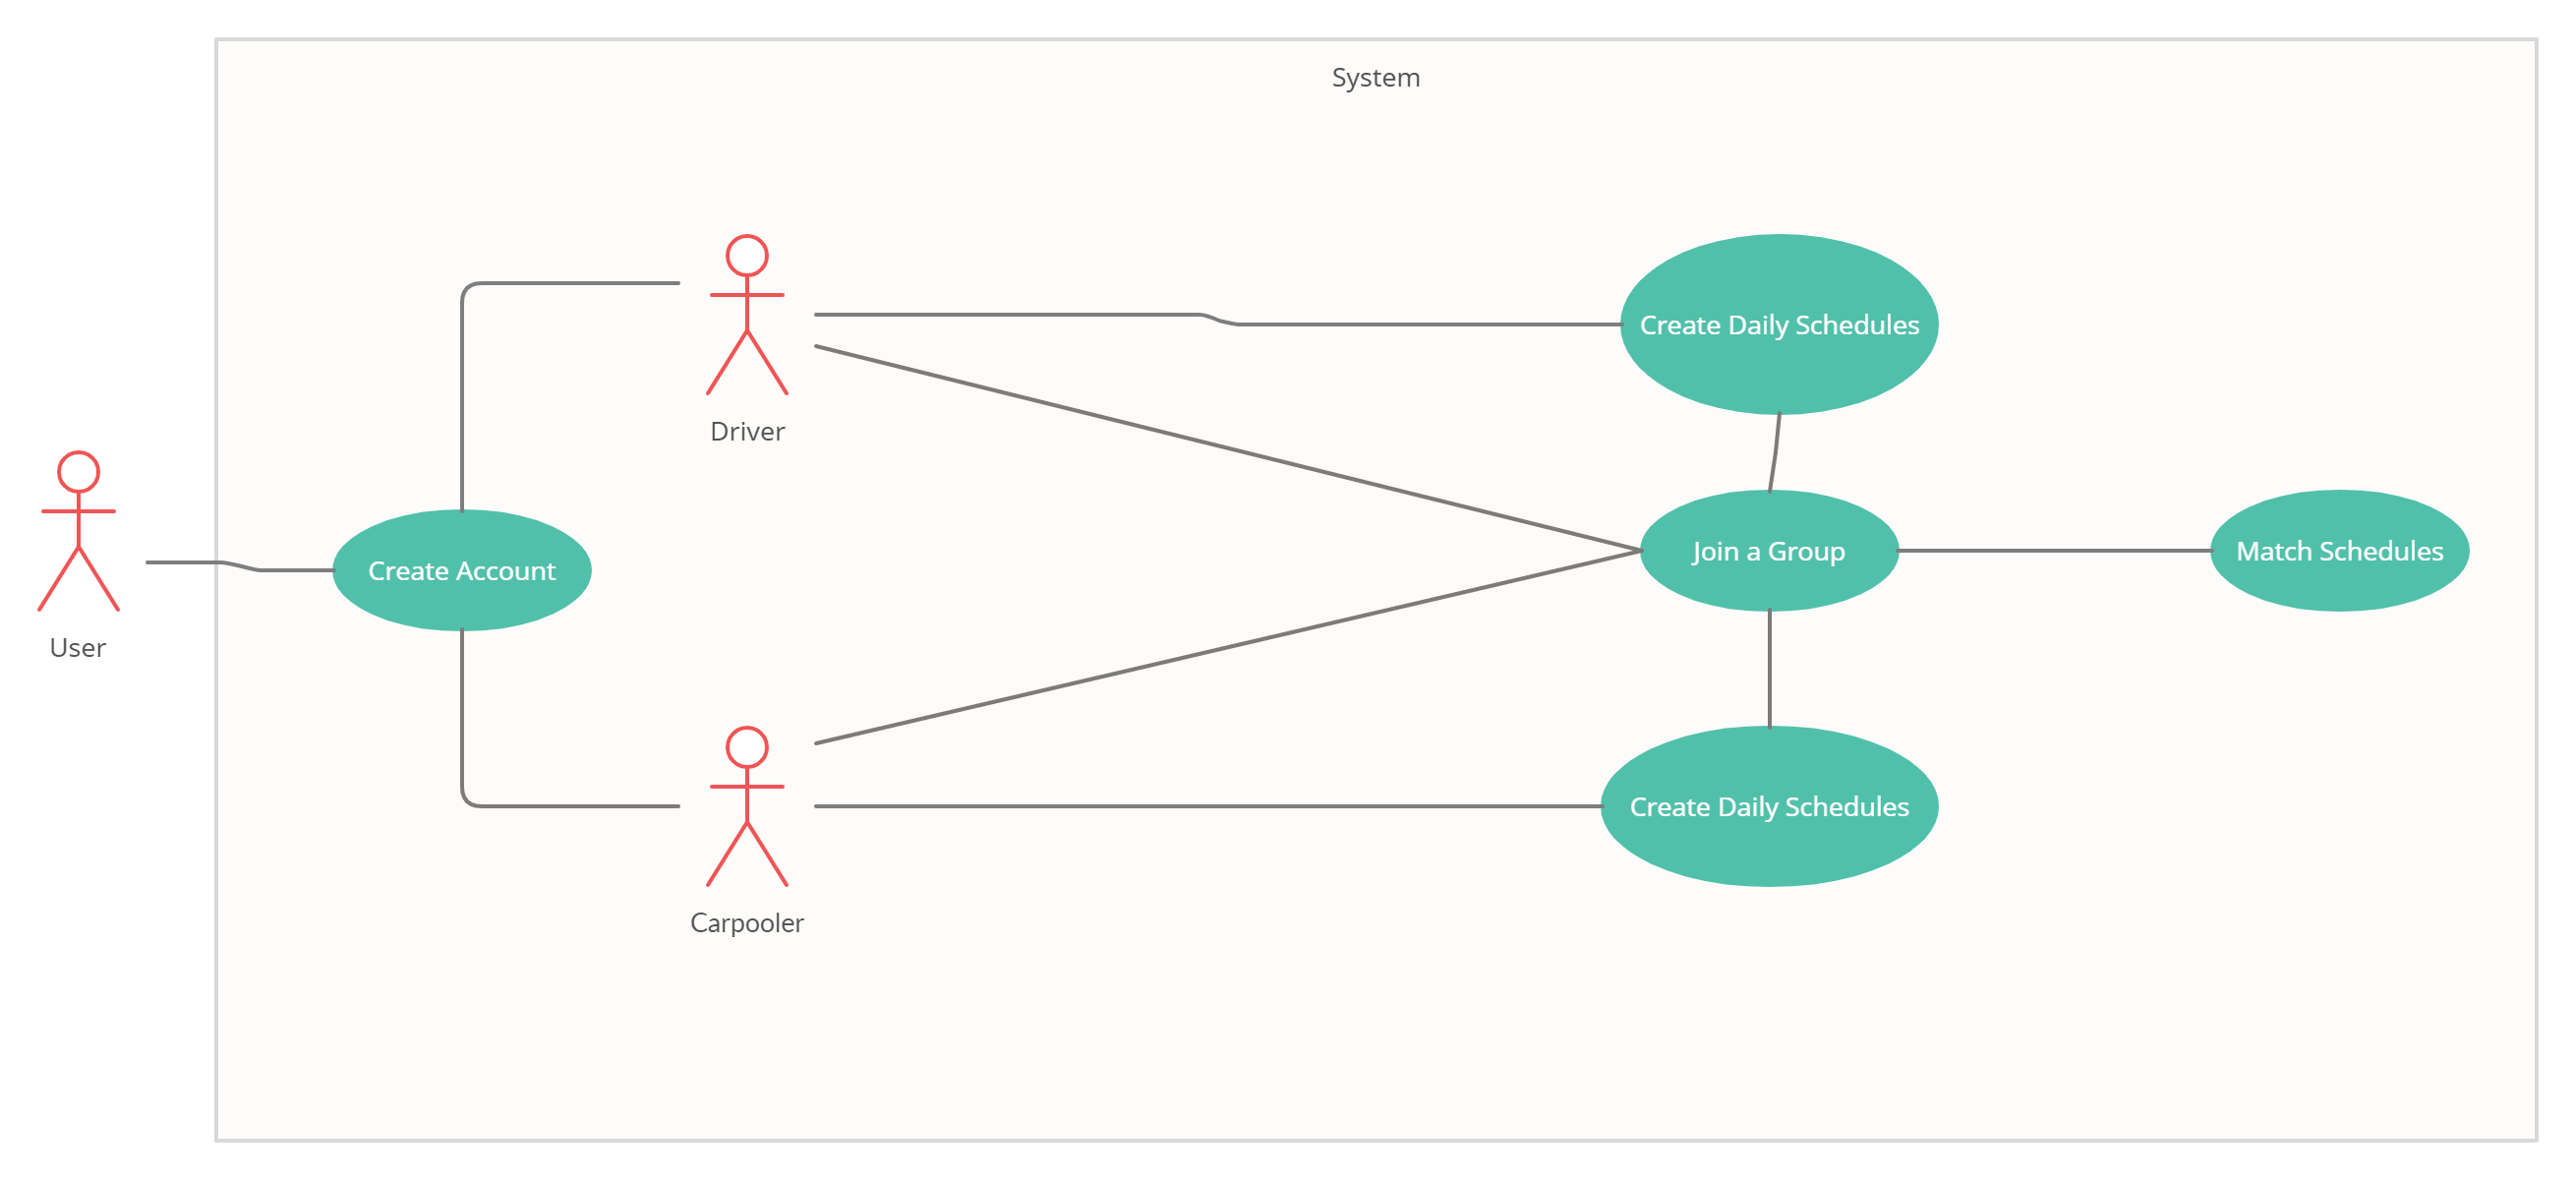 System
Driver
Create Daily Schedules
User
Create Account
Join a Group
Match Schedules
Carpooler
Create Daily Schedules